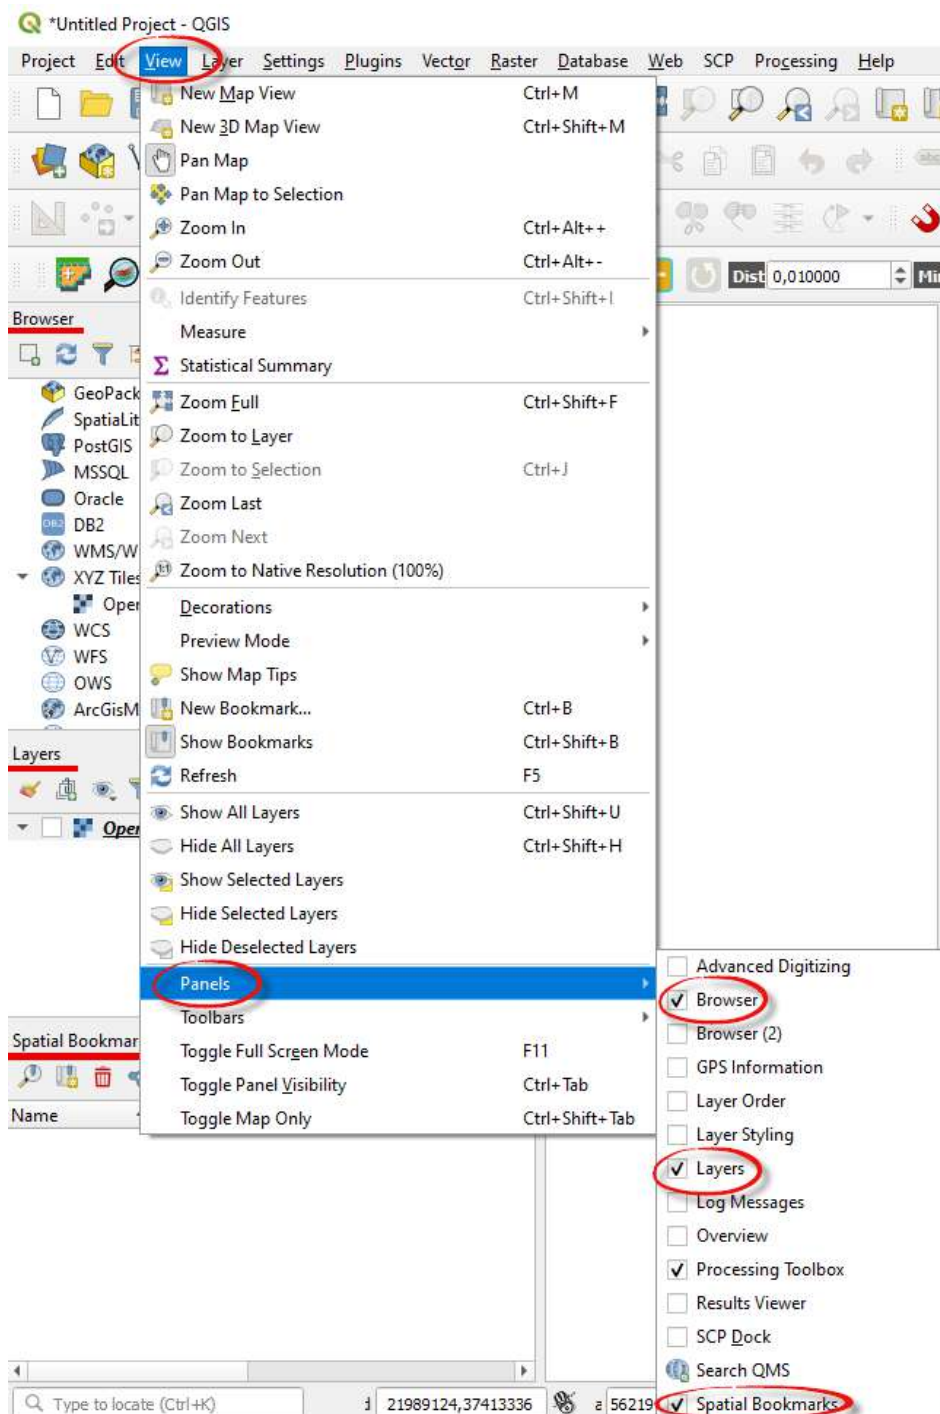 *Untitled Project - QGIS
Project Edit View Layer Settings Plugins Vector Raster Database Web SCP Processing Help
New Map View Ctrl+M
New 3D Map View Ctrl+Shift+M
Pan Map
Pan Map to Selection
Zoom In Ctrl+Alt++
Zoom Out Ctrl+Alt+-
Dist 0,010000
Identify Features Ctrl+Shift+I
Measure
Statistical Summary
Zoom Full Ctrl+Shift+F
Zoom to Layer
Zoom to Selection Ctrl+J
Zoom Last
Zoom Next
Zoom to Native Resolution (100%)
Decorations
Preview Mode
Show Map Tips
New Bookmark... Ctrl+B
Show Bookmarks Ctrl+Shift+B
Refresh F5
Show All Layers Ctrl+Shift+U
Hide All Layers Ctrl+Shift+H
Show Selected Layers
Hide Selected Layers
Hide Deselected Layers
Panels
Toolbars
Toggle Full Screen Mode F11
Toggle Panel Visibility Ctrl+Tab
Toggle Map Only Ctrl+Shift+Tab
Browser
GeoPack
SpatiaLit
PostGIS
MSSQL
Oracle
DB2
WMS/W
XYZ Tiles
Oper
WCS
WFS
OWS
ArcGisM
Layers
Oper
Spatial Bookmar
Name
Advanced Digitizing
Browser
Browser (2)
GPS Information
Layer Order
Layer Styling
Layers
Log Messages
Overview
Processing Toolbox
Results Viewer
SCP Dock
Search QMS
Spatial Bookmarks
Type to locate (Ctrl+K) 21989124,37413336 a 56219